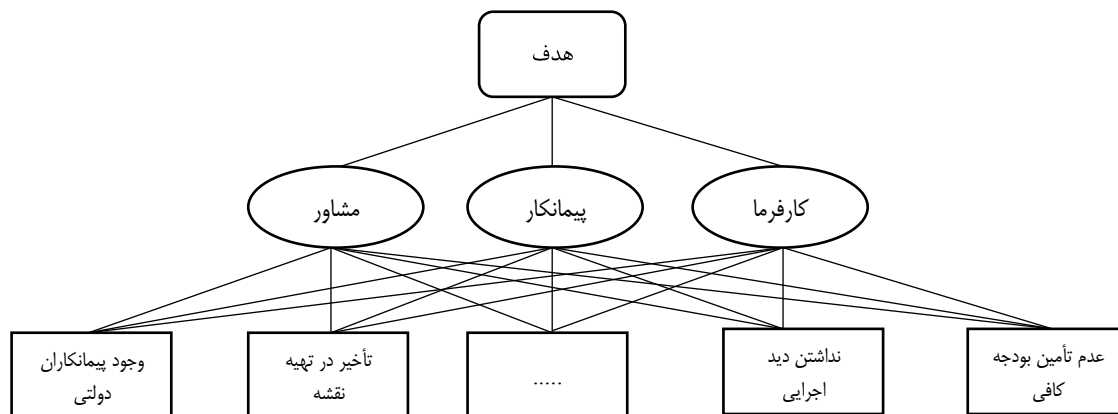 هدف
کارفرما
پیمانکار
مشاور
عدم تأمین بودجه
کافی
نداشتن دید
اجرایی
.....
تأخیر در تهیه
نقشه
وجود پیمانکاران
دولتی